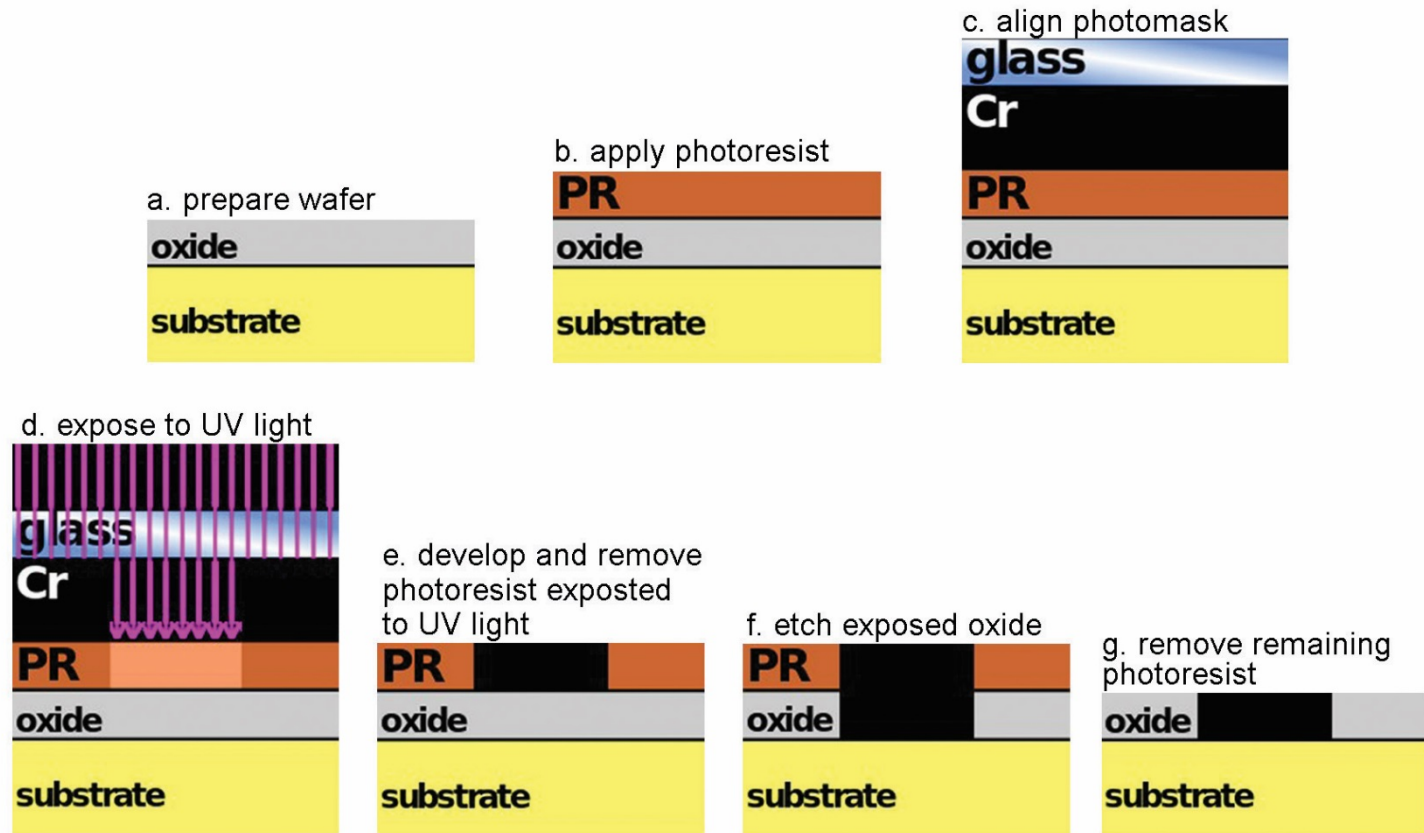 a. prepare wafer
oxide
substrate
b. apply photoresist
PR
oxide
substrate
c. align photomask
glass
Cr
PR
oxide
substrate
d. expose to UV light
glass
Cr
PR
oxide
substrate
e. develop and remove
photoresist exposted
to UV light
PR
oxide
substrate
f. etch exposed oxide
PR
oxide
substrate
g. remove remaining
photoresist
oxide
substrate